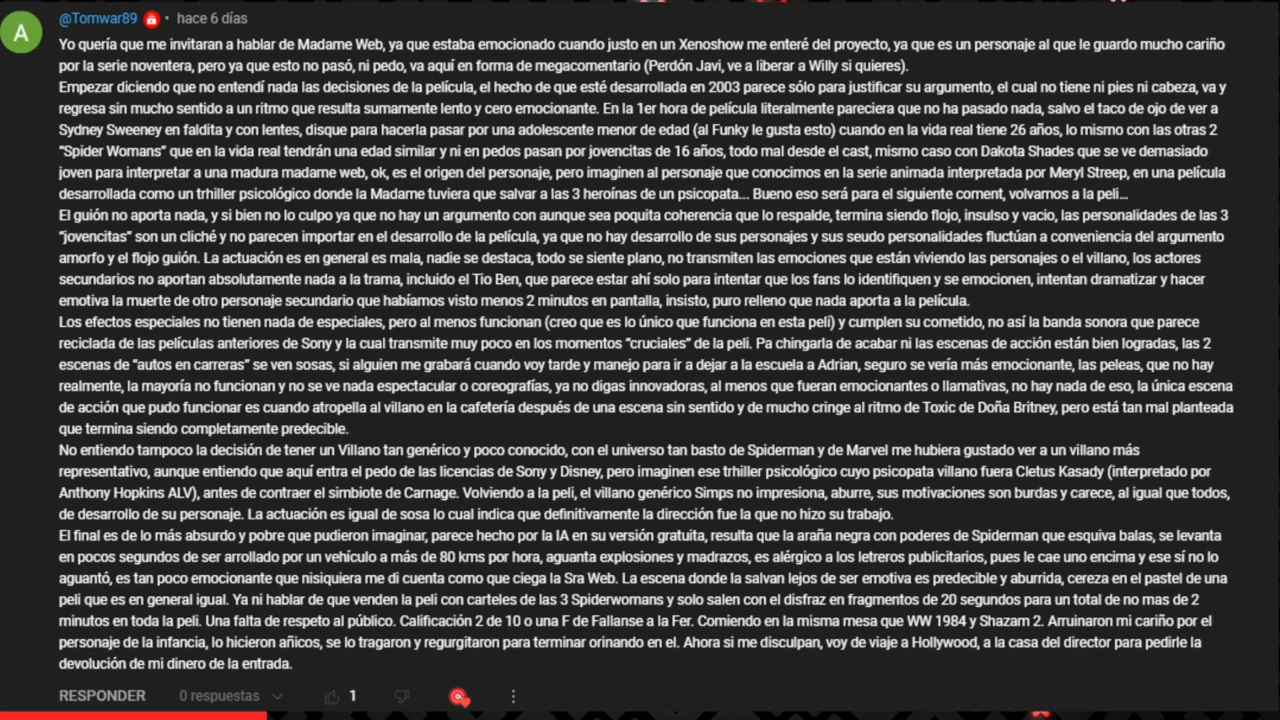 A
@Tomwar89 • hace 6 días
Yo quería que me invitaran a hablar de Madame Web, ya que estaba emocionado cuando justo en un Xenoshow me enteré del proyecto, ya que es un personaje al que le guardo mucho cariño
por la serie noventera, pero ya que esto no pasó, ni pedo, va aquí en forma de megacomentario (Perdón Javi, ve a liberar a Willy si quieres).
Empezar diciendo que no entendí nada las decisiones de la película, el hecho de que esté desarrollada en 2003 parece sólo para justificar su argumento, el cual no tiene ni pies ni cabeza, va y
regresa sin mucho sentido a un ritmo que resulta sumamente lento y cero emocionante. En la 1er hora de película literalmente pareciera que no ha pasado nada, salvo el taco de ojo de ver a
Sydney Sweeney en faldita y con lentes, disque para hacerla pasar por una adolescente menor de edad (al Funky le gusta esto) cuando en la vida real tiene 26 años, lo mismo con las otras 2
“Spider Womans” que en la vida real tendrán una edad similar y ni en pedos pasan por jovencitas de 16 años, todo mal desde el cast, mismo caso con Dakota Shades que se ve demasiado
joven para interpretar a una madura madame web, ok, es el origen del personaje, pero imaginen al personaje que conocimos en la serie animada interpretada por Meryl Streep, en una película
desarrollada como un trhiller psicológico donde la Madame tuviera que salvar a las 3 heroínas de un psicopata... Bueno eso será para el siguiente coment, volvamos a la peli…
El guión no aporta nada, y si bien no lo culpo ya que no hay un argumento con aunque sea poquita coherencia que lo respalde, termina siendo flojo, insulso y vacio, las personalidades de las 3
“jovencitas” son un cliché y no parecen importar en el desarrollo de la película, ya que no hay desarrollo de sus personajes y sus seudo personalidades fluctúan a conveniencia del argumento
amorfo y el flojo guión. La actuación es en general es mala, nadie se destaca, todo se siente plano, no transmiten las emociones que están viviendo las personajes o el villano, los actores
secundarios no aportan absolutamente nada a la trama, incluido el Tio Ben, que parece estar ahí solo para intentar que los fans lo identifiquen y se emocionen, intentan dramatizar y hacer
emotiva la muerte de otro personaje secundario que habíamos visto menos 2 minutos en pantalla, insisto, puro relleno que nada aporta a la película.
Los efectos especiales no tienen nada de especiales, pero al menos funcionan (creo que es lo único que funciona en esta peli) y cumplen su cometido, no así la banda sonora que parece
reciclada de las películas anteriores de Sony y la cual transmite muy poco en los momentos “cruciales” de la peli. Pa chingarla de acabar ni las escenas de acción están bien logradas, las 2
escenas de “autos en carreras” se ven sosas, si alguien me grabará cuando voy tarde y manejo para ir a dejar a la escuela a Adrian, seguro se vería más emocionante, las peleas, que no hay
realmente, la mayoría no funcionan y no se ve nada espectacular o coreografías, ya no digas innovadoras, al menos que fueran emocionantes o llamativas, no hay nada de eso, la única escena
de acción que pudo funcionar es cuando atropella al villano en la cafetería después de una escena sin sentido y de mucho cringe al ritmo de Toxic de Doña Britney, pero está tan mal planteada
que termina siendo completamente predecible.
No entiendo tampoco la decisión de tener un Villano tan genérico y poco conocido, con el universo tan basto de Spiderman y de Marvel me hubiera gustado ver a un villano más
representativo, aunque entiendo que aquí entra el pedo de las licencias de Sony y Disney, pero imaginen ese trhiller psicológico cuyo psicopata villano fuera Cletus Kasady (interpretado por
Anthony Hopkins ALV), antes de contraer el simbiote de Carnage. Volviendo a la peli, el villano genérico Simps no impresiona, aburre, sus motivaciones son burdas y carece, al igual que todos,
de desarrollo de su personaje. La actuación es igual de sosa lo cual indica que definitivamente la dirección fue la que no hizo su trabajo.
El final es de lo más absurdo y pobre que pudieron imaginar, parece hecho por la IA en su versión gratuita, resulta que la araña negra con poderes de Spiderman que esquiva balas, se levanta
en pocos segundos de ser arrollado por un vehículo a más de 80 kms por hora, aguanta explosiones y madrazos, es alérgico a los letreros publicitarios, pues le cae uno encima y ese sí no lo
aguantó, es tan poco emocionante que nisiquiera me di cuenta como que ciega la Sra Web. La escena donde la salvan lejos de ser emotiva es predecible y aburrida, cereza en el pastel de una
peli que es en general igual. Ya ni hablar de que venden la peli con carteles de las 3 Spiderwomans y solo salen con el disfraz en fragmentos de 20 segundos para un total de no mas de 2
minutos en toda la peli. Una falta de respeto al público. Calificación 2 de 10 o una F de Fallanse a la Fer. Comiendo en la misma mesa que WW 1984 y Shazam 2. Arruinaron mi cariño por el
personaje de la infancia, lo hicieron añicos, se lo tragaron y regurgitaron para terminar orinando en el. Ahora si me disculpan, voy de viaje a Hollywood, a la casa del director para pedirle la
devolución de mi dinero de la entrada.
RESPONDER 0 respuestas 1